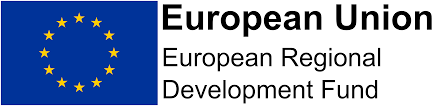 European Union
European Regional
Development Fund